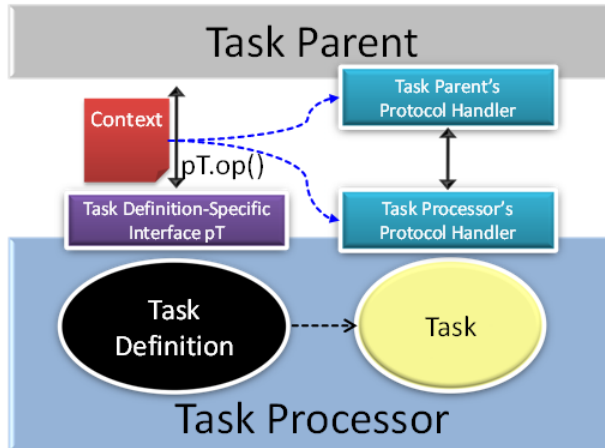 Task Parent
Context
pT.op()
Task Parent's
Protocol Handler
Task Definition-Specific
Interface pT
Task Processor's
Protocol Handler
Task
Definition
Task
Task Processor